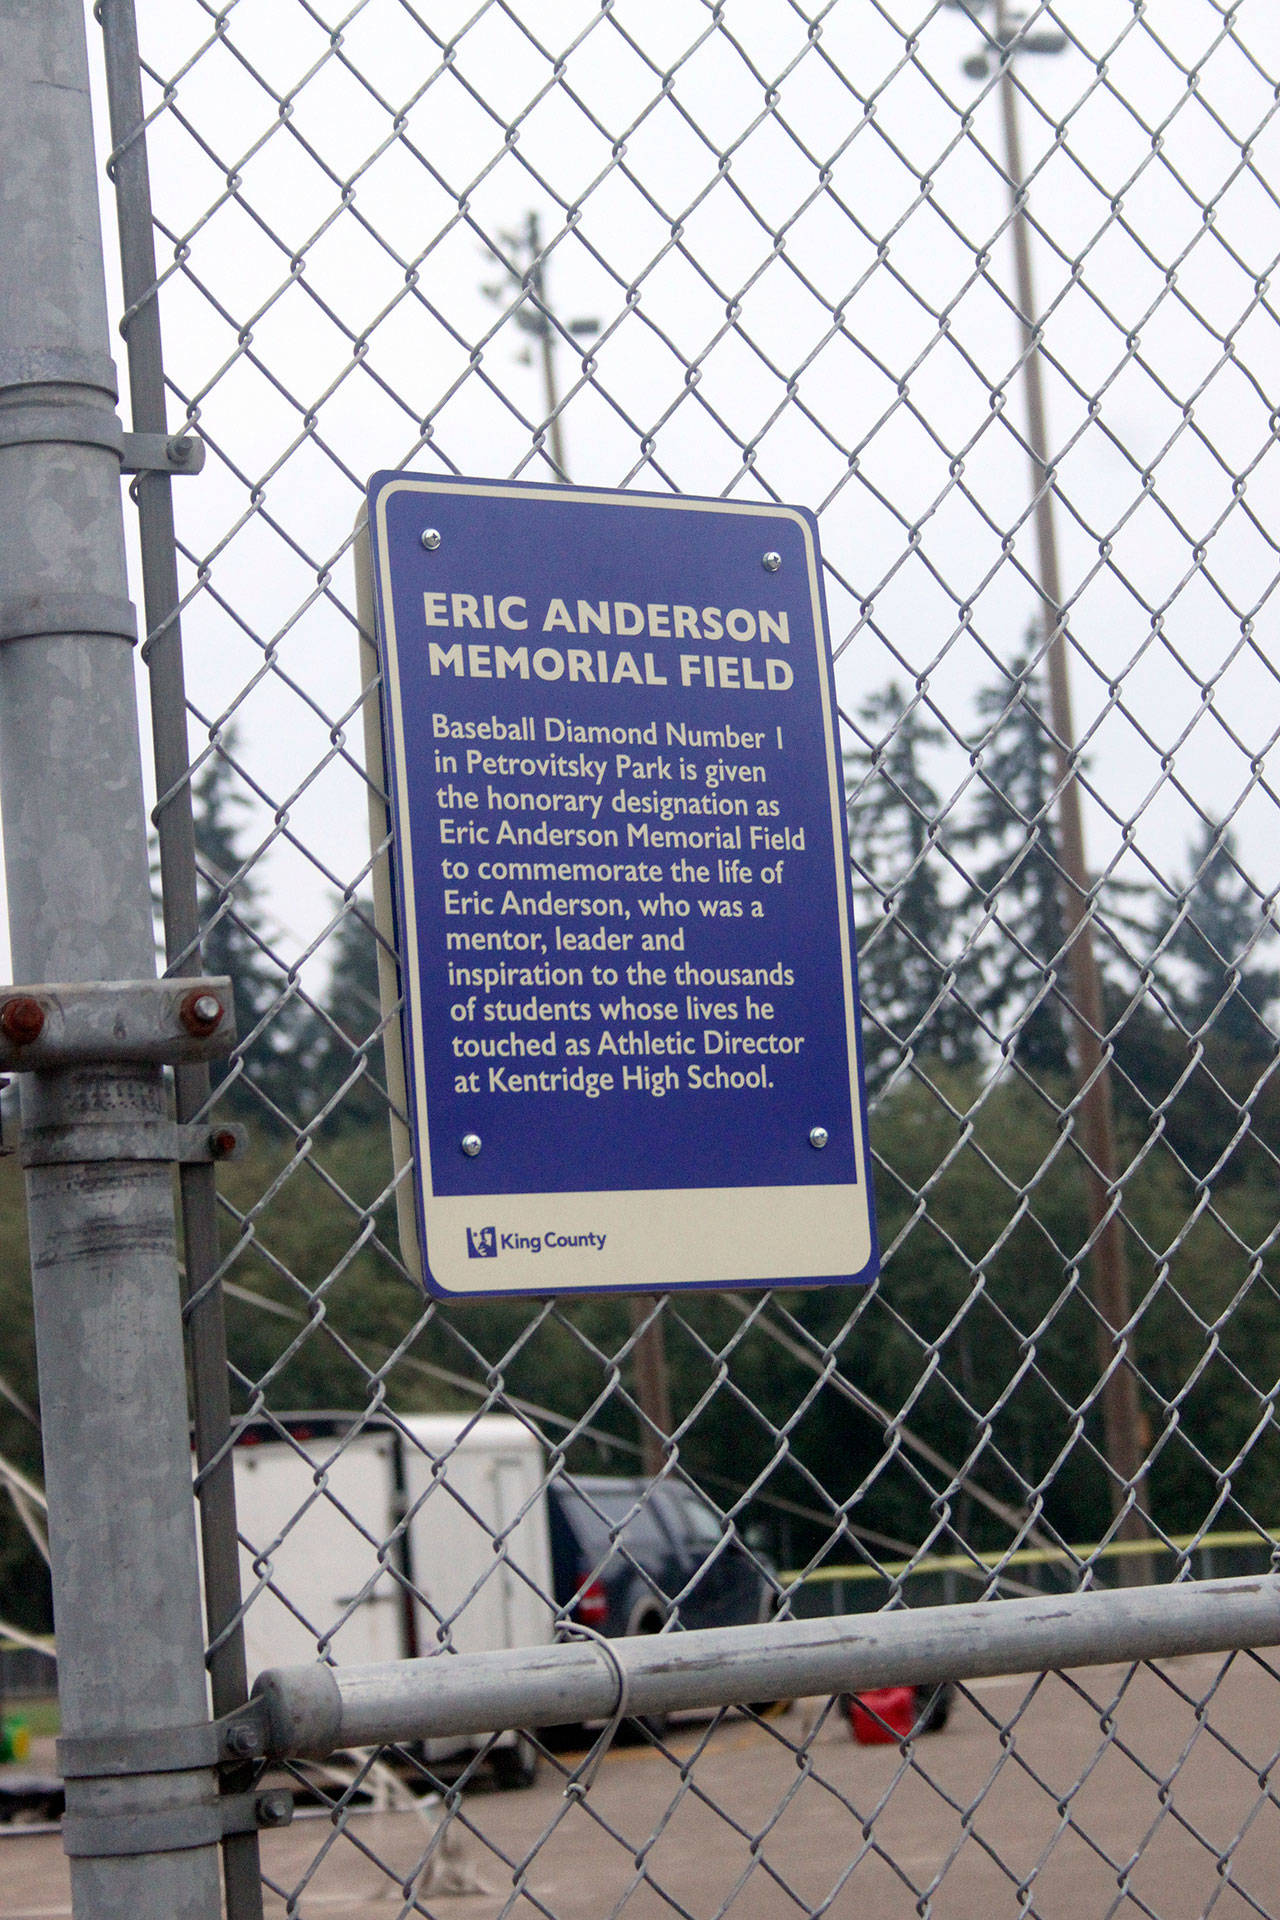 ERIC ANDERSON
MEMORIAL FIELD
Baseball Diamond Number 1
in Petrovitsky Park is given
the honorary designation as
Eric Anderson Memorial Field
to commemorate the life of
Eric Anderson, who was a
mentor, leader and
inspiration to the thousands
of students whose lives he
touched as Athletic Director
at Kentridge High School.
King County